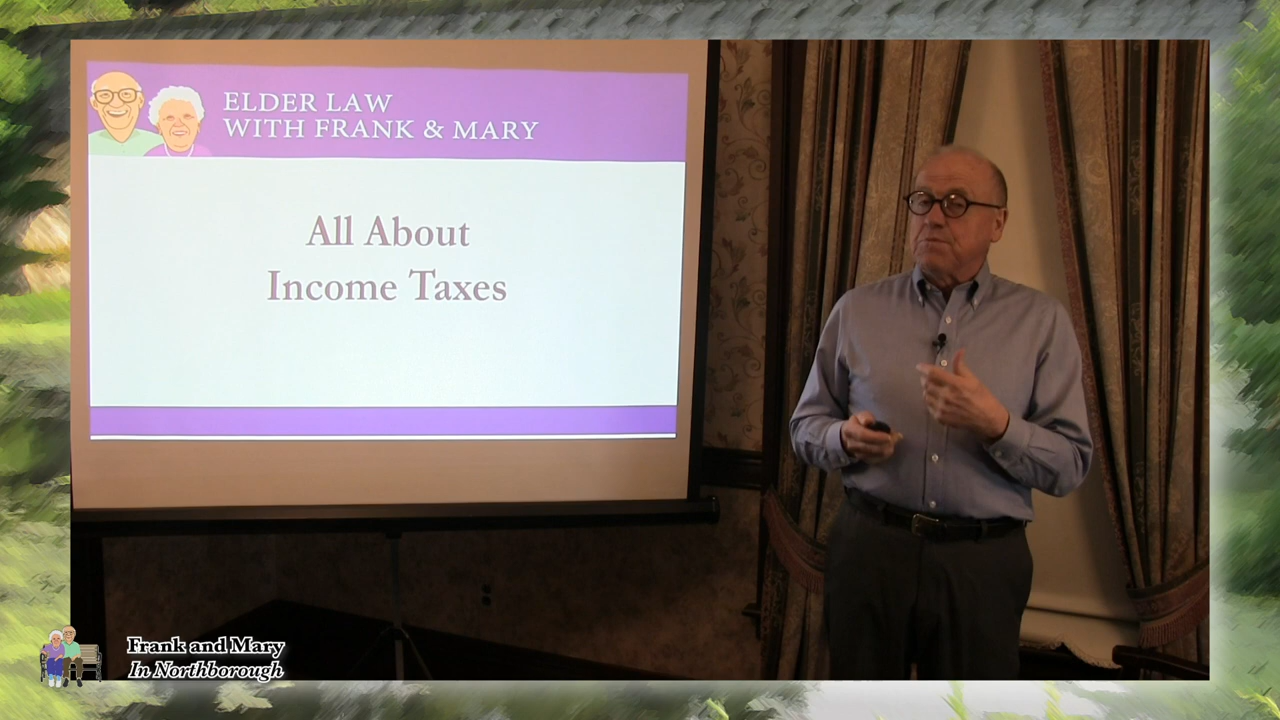 ELDER LAW
WITH FRANK & MARY
All About
Income Taxes
Frank and Mary
In Northborough